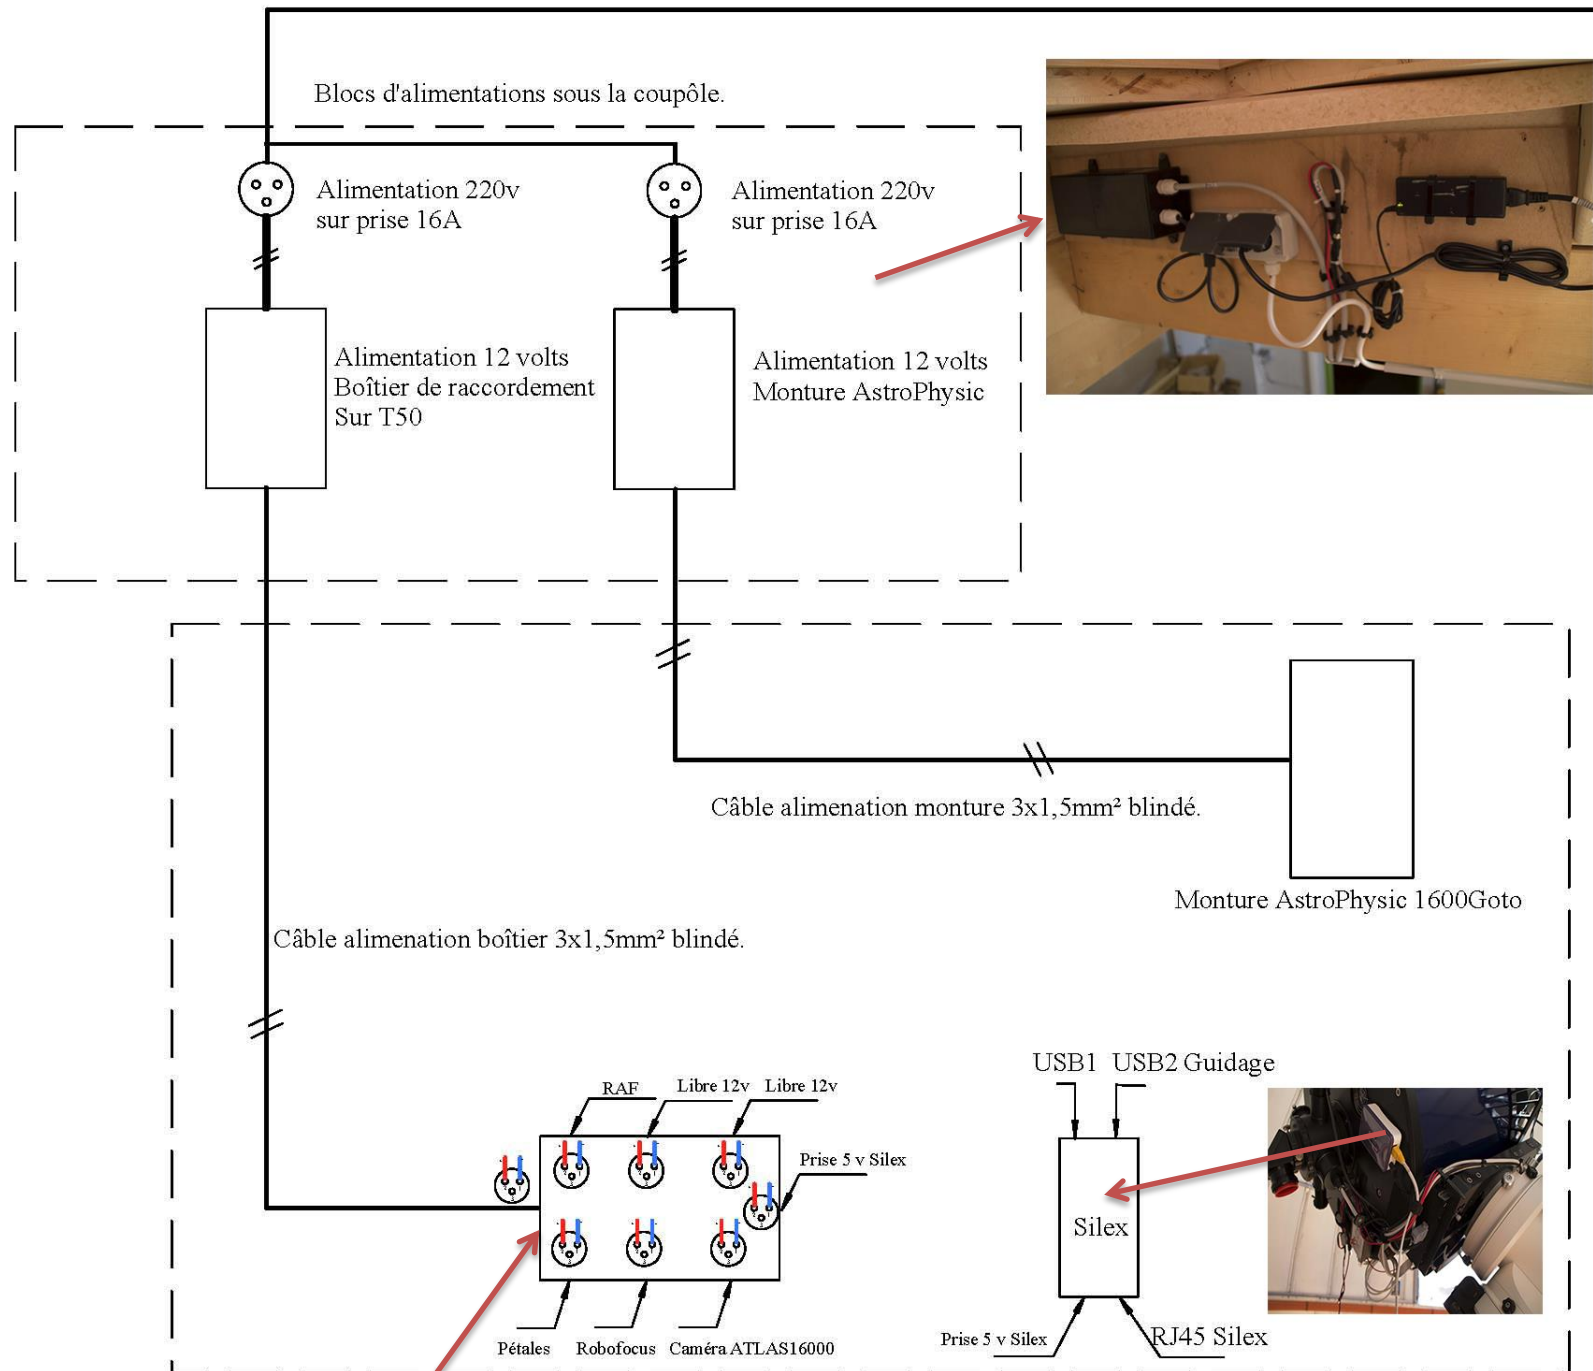 Blocs d'alimentations sous la coupôle.
Alimentation 220v
sur prise 16A
Alimentation 220v
sur prise 16A
Alimentation 12 volts
Boîtier de raccordement
Sur T50
Alimentation 12 volts
Monture AstroPhysic
Câble alimenation monture 3x1,5mm² blindé.
Monture AstroPhysic 1600Goto
Câble alimenation boîtier 3x1,5mm² blindé.
USB1 USB2 Guidage
RAF
Libre 12v
Libre 12v
Prise 5 v Silex
Silex
Pétales
Robofocus
Caméra ATLAS16000
Prise 5 v Silex
RJ45 Silex